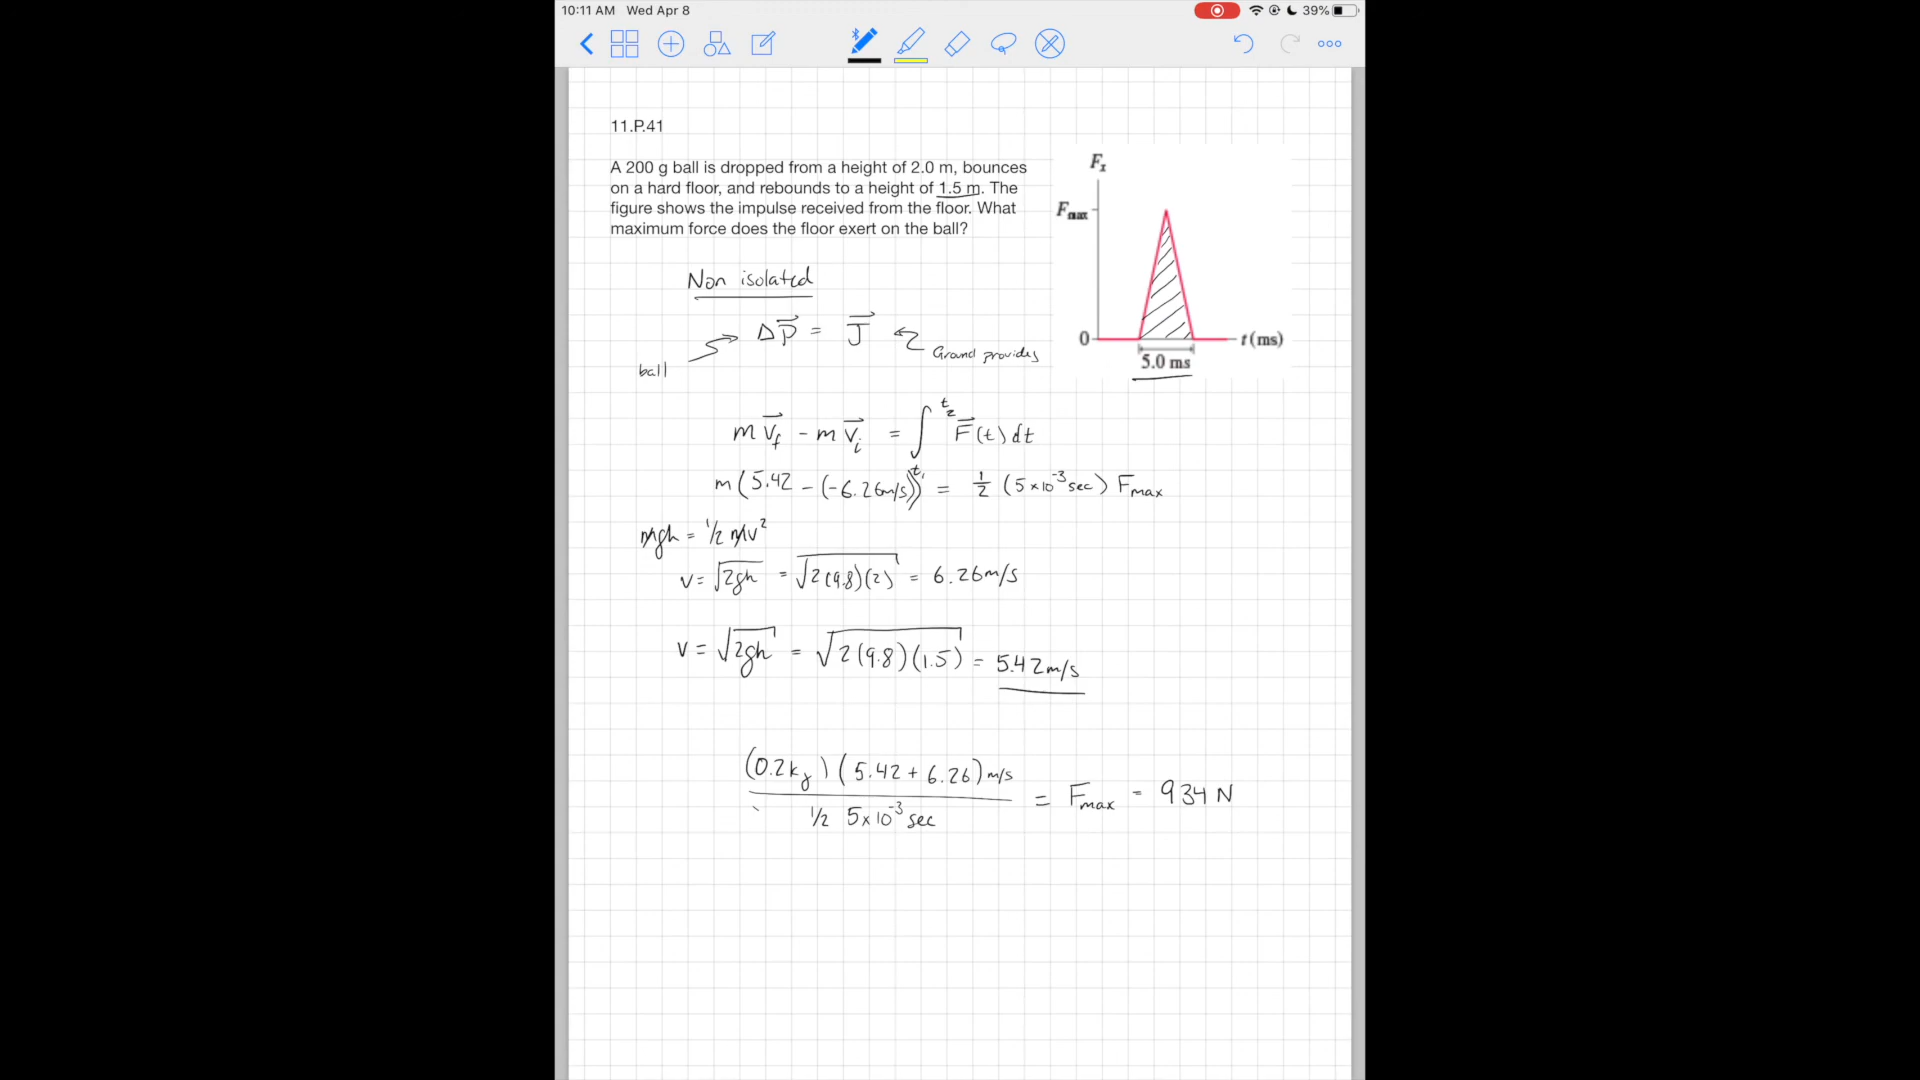 10:11 AM Wed Apr 8
39%
11.P.41
A 200 g ball is dropped from a height of 2.0 m, bounces
on a hard floor, and rebounds to a height of 1.5 m. The
figure shows the impulse received from the floor. What
maximum force does the floor exert on the ball?
Fₓ
Fmax
0
t (ms)
5.0 ms
Non isolated
Δp⃗ = J⃗
ball
Ground provides
m v⃗f - m v⃗i = ∫ t₂ t₁ F⃗(t) dt
m (5.42 - (-6.26m/s)) = 1/2 (5×10⁻³ sec) Fmax
mgh = 1/2 mv²
v = √2gh = √2(9.8)(2) = 6.26m/s
v = √2gh = √2(9.8)(1.5) = 5.42m/s
(0.2kg) (5.42 + 6.26) m/s
= Fmax = 934 N
1/2 5×10⁻³ sec